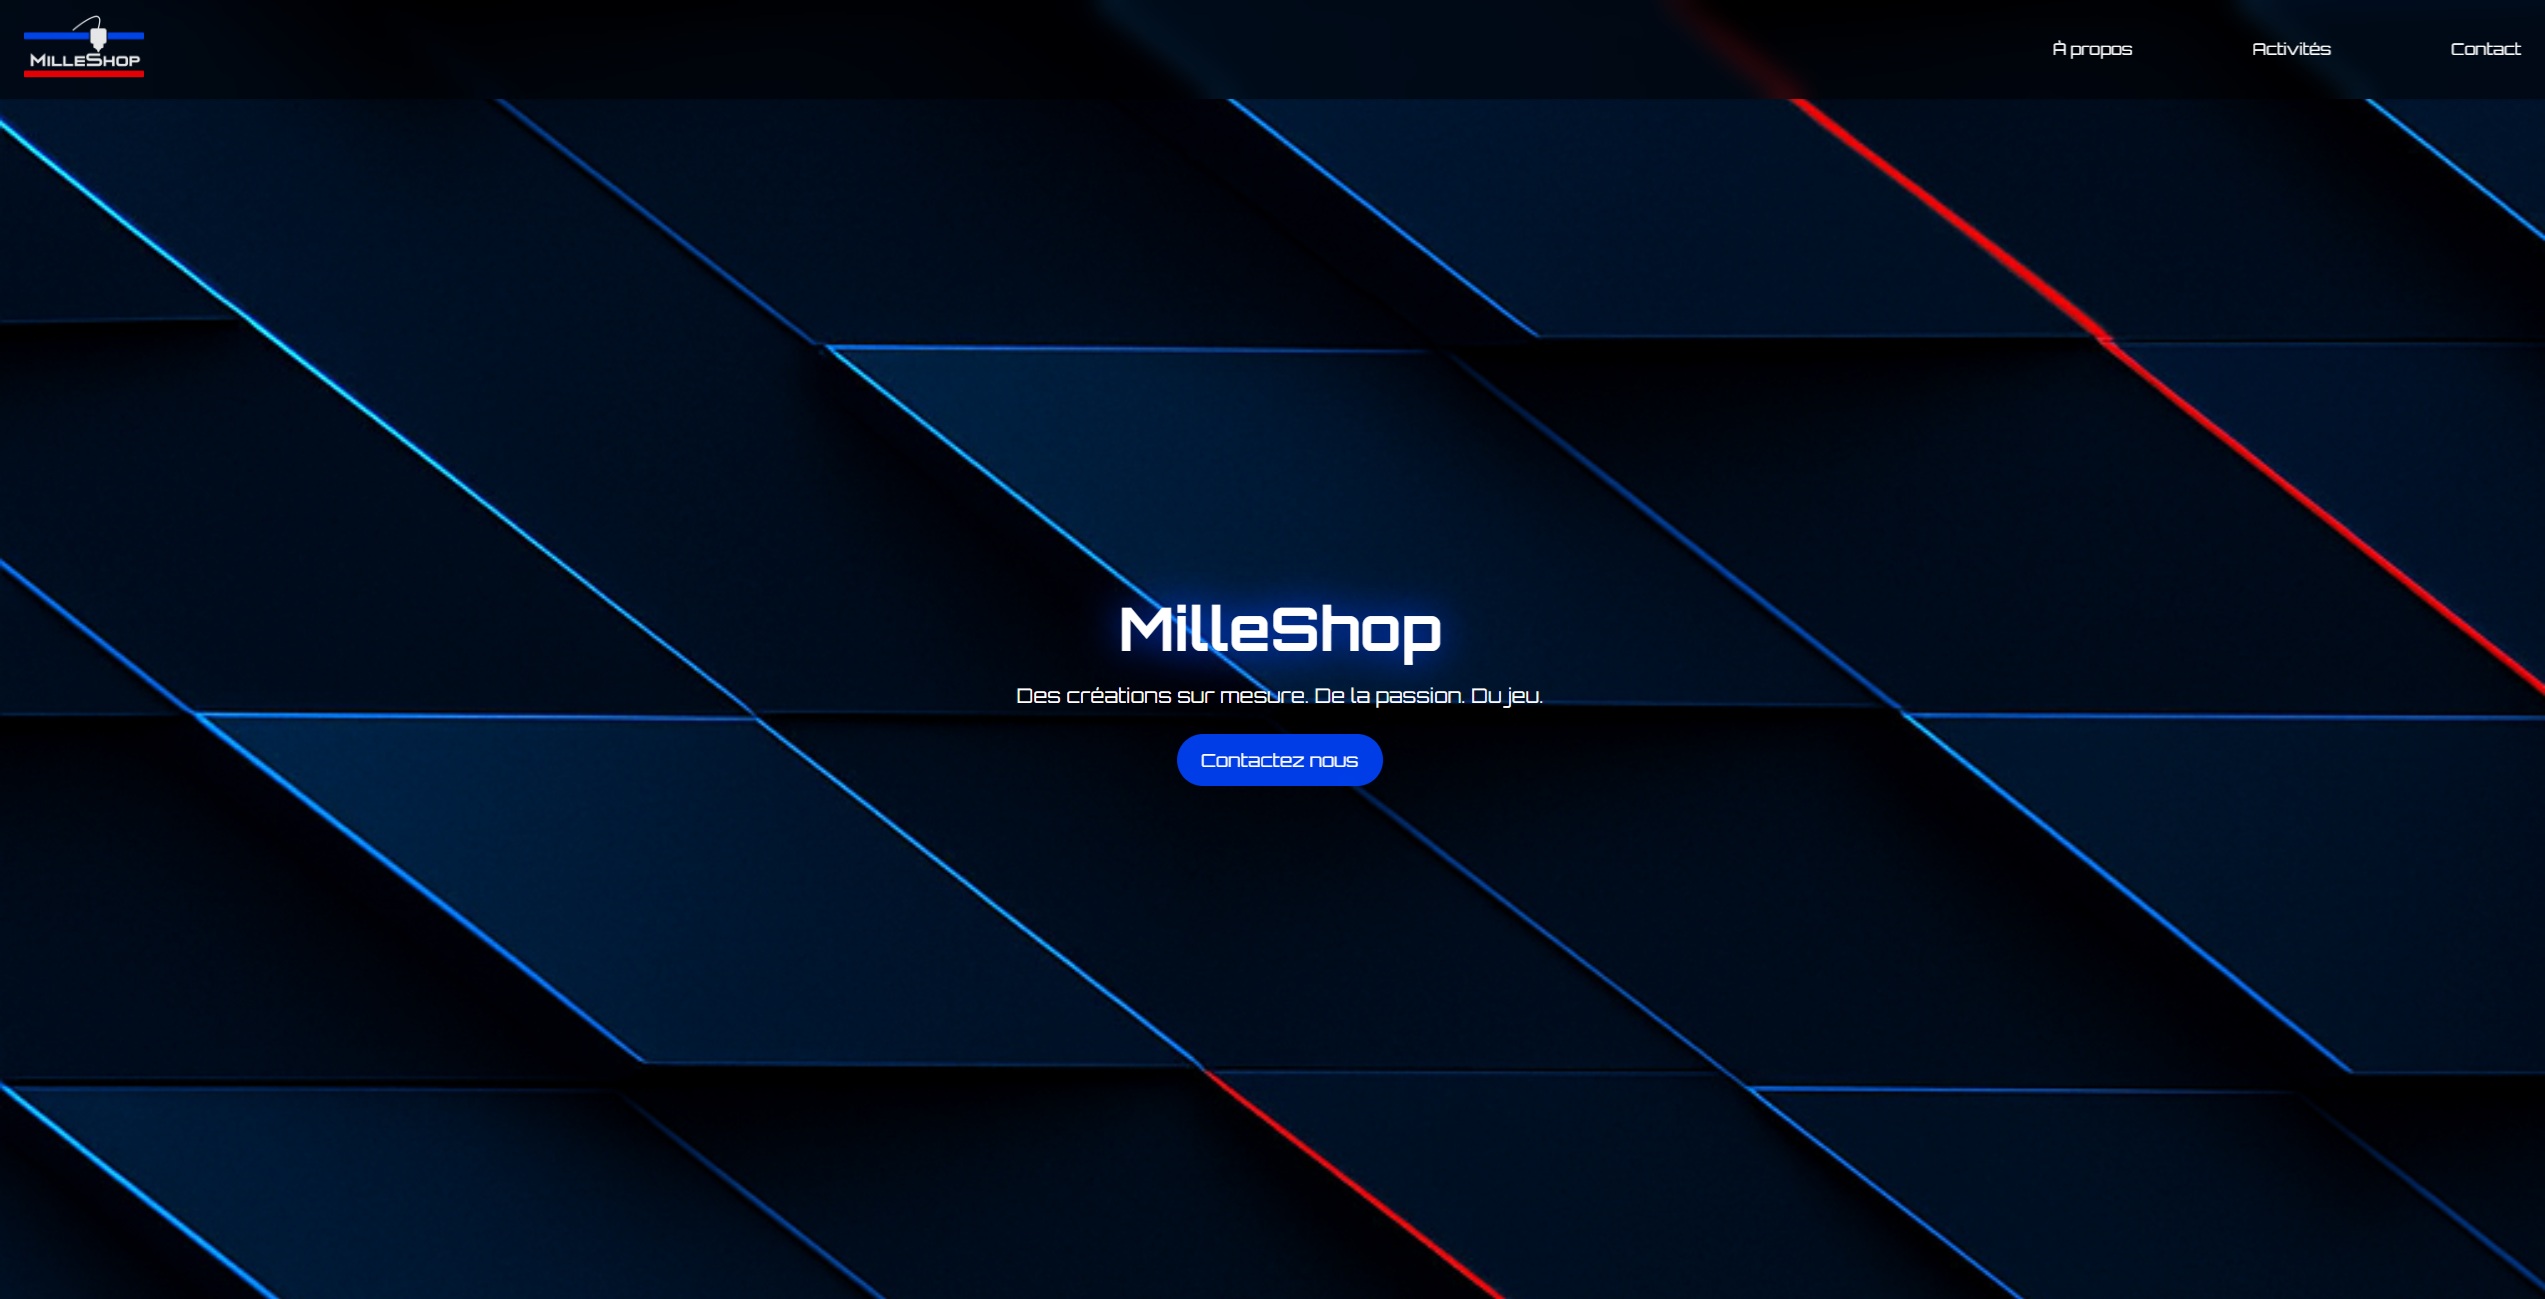 MILLESHOP
À propos
Activités
Contact
MilleShop
Des créations sur mesure. De la passion. Du jeu.
Contactez nous